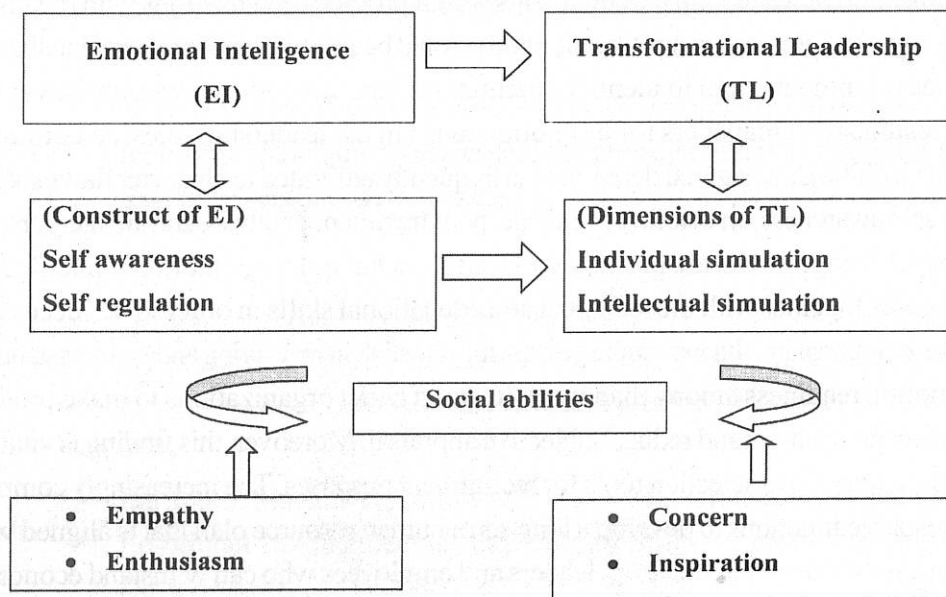 Emotional Intelligence
(EI)
Transformational Leadership
(TL)
(Construct of EI)
Self awareness
Self regulation
(Dimensions of TL)
Individual simulation
Intellectual simulation
Social abilities
• Empathy
• Enthusiasm
• Concern
• Inspiration